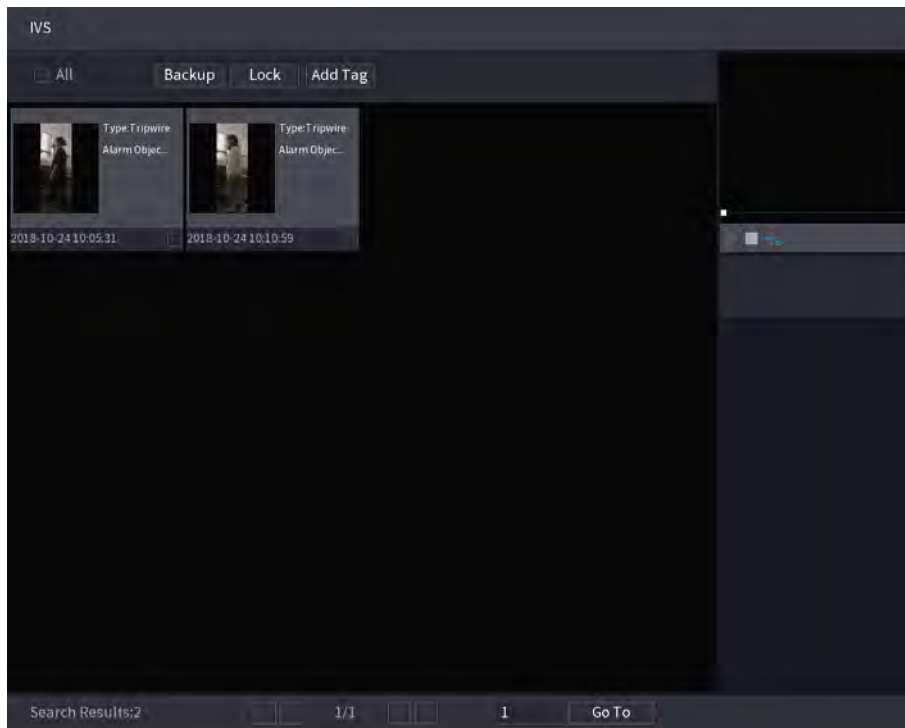 IVS
All Backup Lock Add Tag
Type:Tripwire
Alarm Objec...
2018-10-24 10:05:31
Type:Tripwire
Alarm Objec...
2018-10-24 10:10:59
Search Results:2 1/1 1 Go To